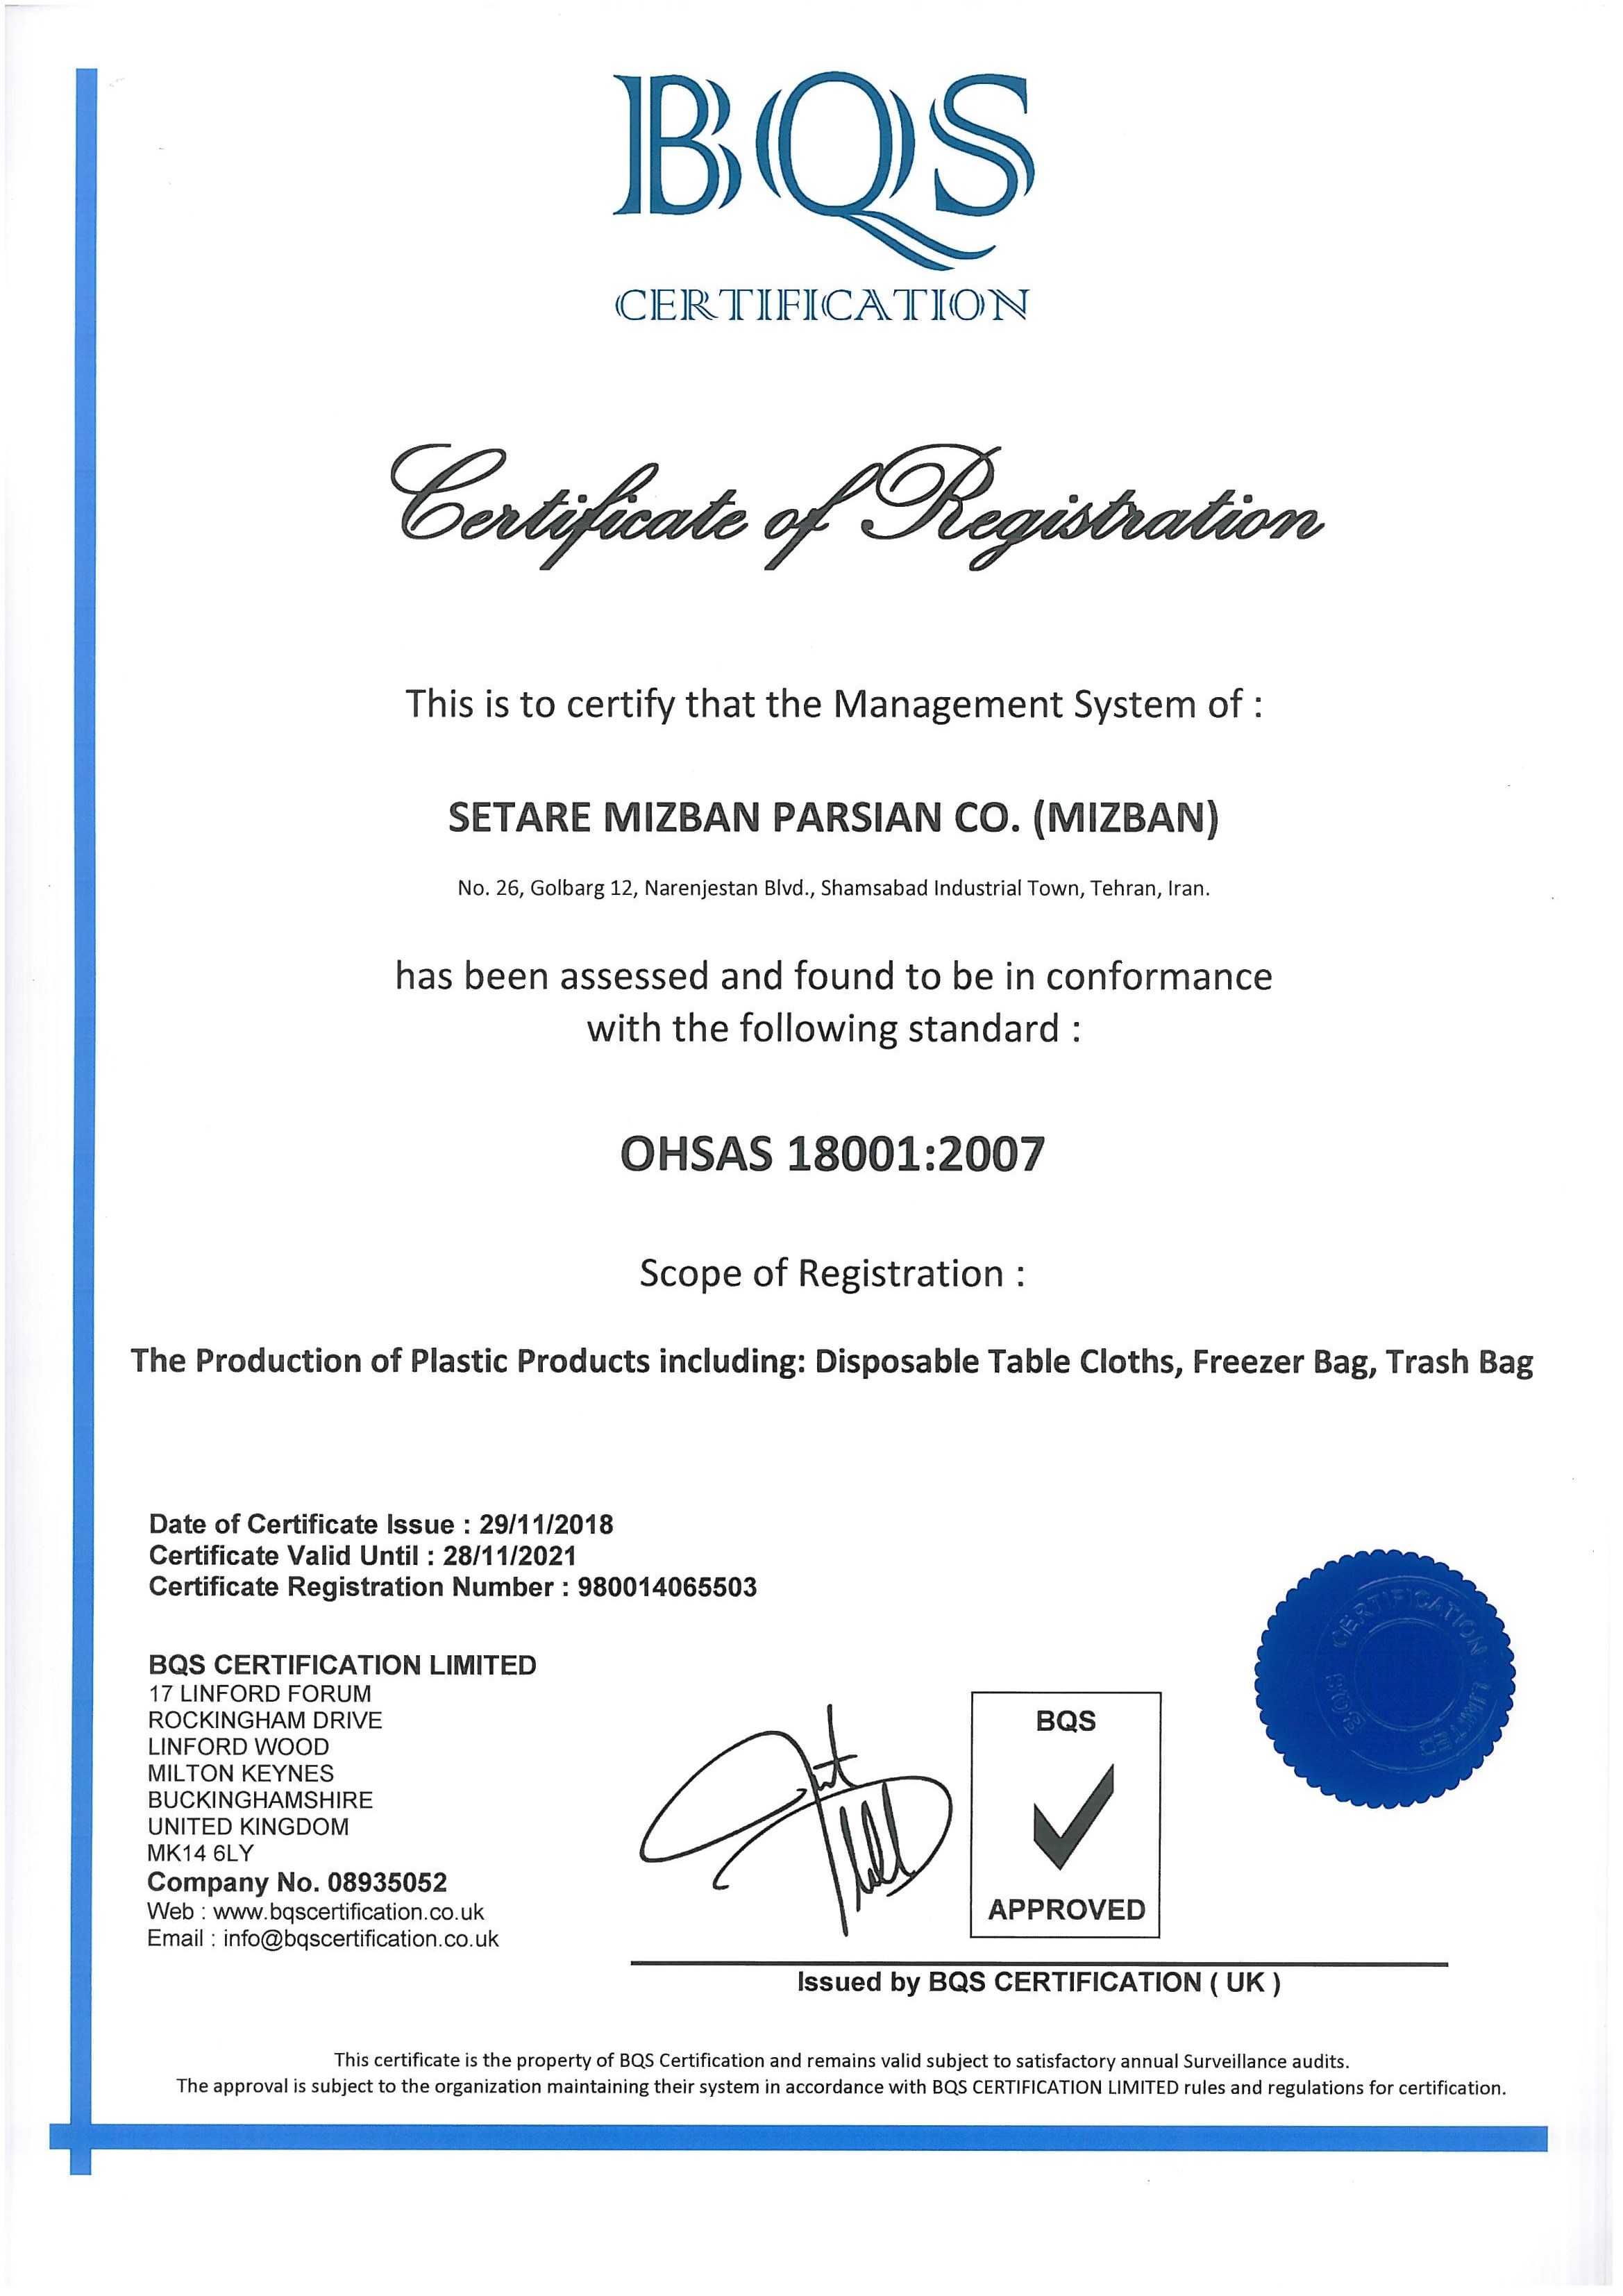 BQS
CERTIFICATION
Certificate of Registration
This is to certify that the Management System of :
SETARE MIZBAN PARSIAN CO. (MIZBAN)
No. 26, Golbarg 12, Narenjestan Blvd., Shamsabad Industrial Town, Tehran, Iran.
has been assessed and found to be in conformance
with the following standard :
OHSAS 18001:2007
Scope of Registration :
The Production of Plastic Products including: Disposable Table Cloths, Freezer Bag, Trash Bag
Date of Certificate Issue : 29/11/2018
Certificate Valid Until : 28/11/2021
Certificate Registration Number : 980014065503
BQS CERTIFICATION LIMITED
17 LINFORD FORUM
ROCKINGHAM DRIVE
LINFORD WOOD
MILTON KEYNES
BUCKINGHAMSHIRE
UNITED KINGDOM
MK14 6LY
Company No. 08935052
Web : www.bqscertification.co.uk
Email : info@bqscertification.co.uk
BQS
APPROVED
BQS CERTIFICATION LIMITED
Issued by BQS CERTIFICATION ( UK )
This certificate is the property of BQS Certification and remains valid subject to satisfactory annual Surveillance audits.
The approval is subject to the organization maintaining their system in accordance with BQS CERTIFICATION LIMITED rules and regulations for certification.